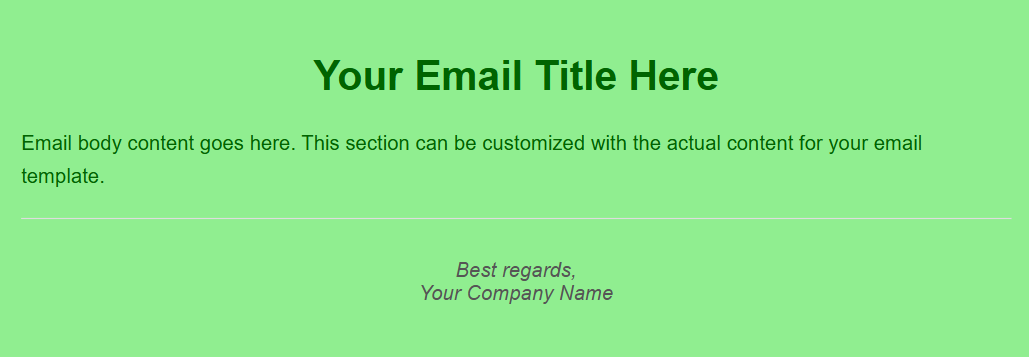 Your Email Title Here
Email body content goes here. This section can be customized with the actual content for your email
template.
Best regards,
Your Company Name